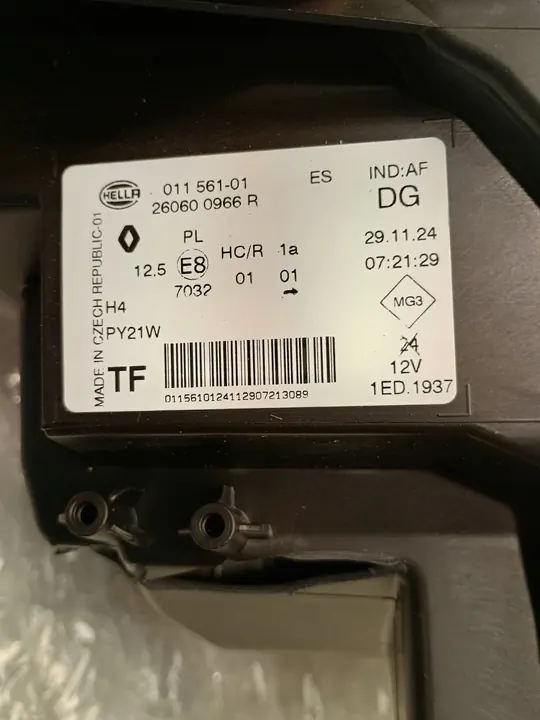 HELLA
011 561-01
26060 0966 R
ES
IND:AF
DG
MADE IN CZECH REPUBLIC-01
PL
12.5 E8 HC/R 1a
7032 01 01
29.11.24
07:21:29
MG3
H4
PY21W
24
12V
TF
1ED.1937
0115610124112907213089